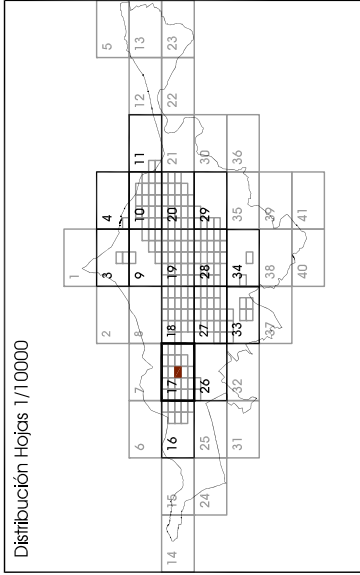 Distribución Hojas 1/10000
1
2 3 4 5
6 7 8 9 10 11 12 13
14 15 16 17 18 19 20 21 22 23
24 25 26 27 28 29 30
31 32 33 34 35 36
37 38 39
40 41